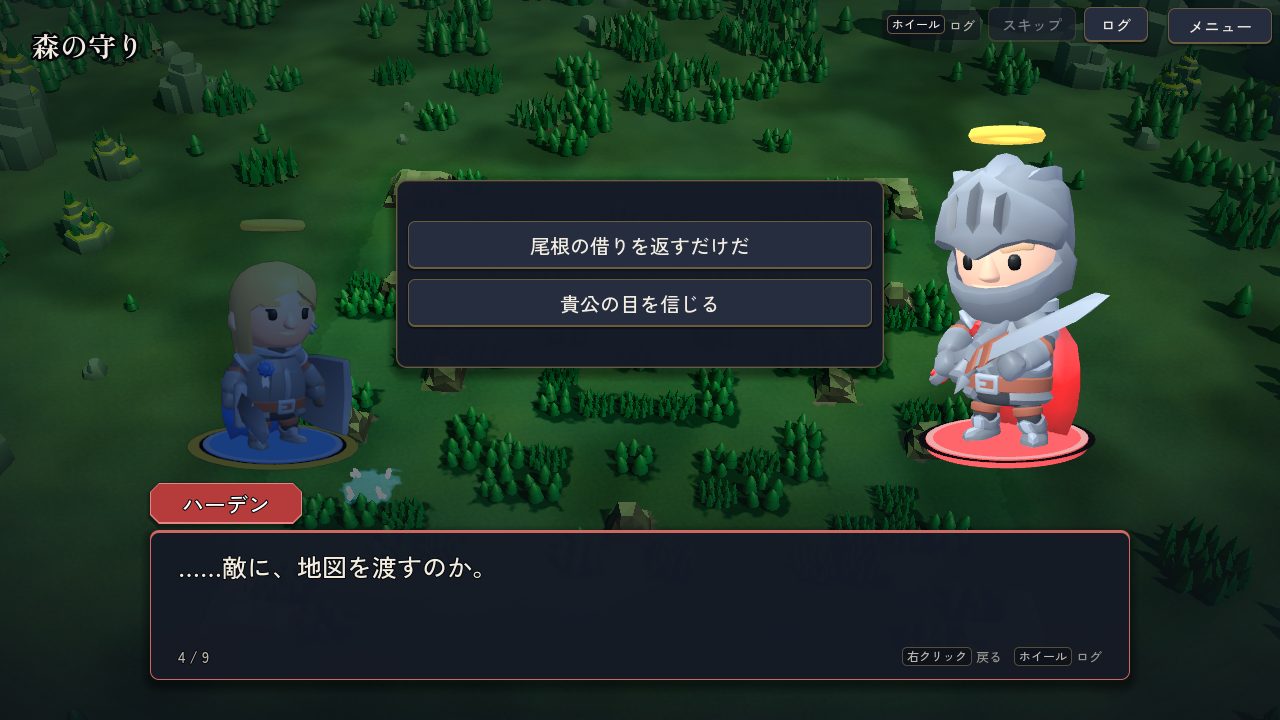 森の守り
ホイール ログ
スキップ
ログ
メニュー
尾根の借りを返すだけだ
貴公の目を信じる
ハーデン
……敵に、地図を渡すのか。
4 / 9
右クリック 戻る ホイール ログ